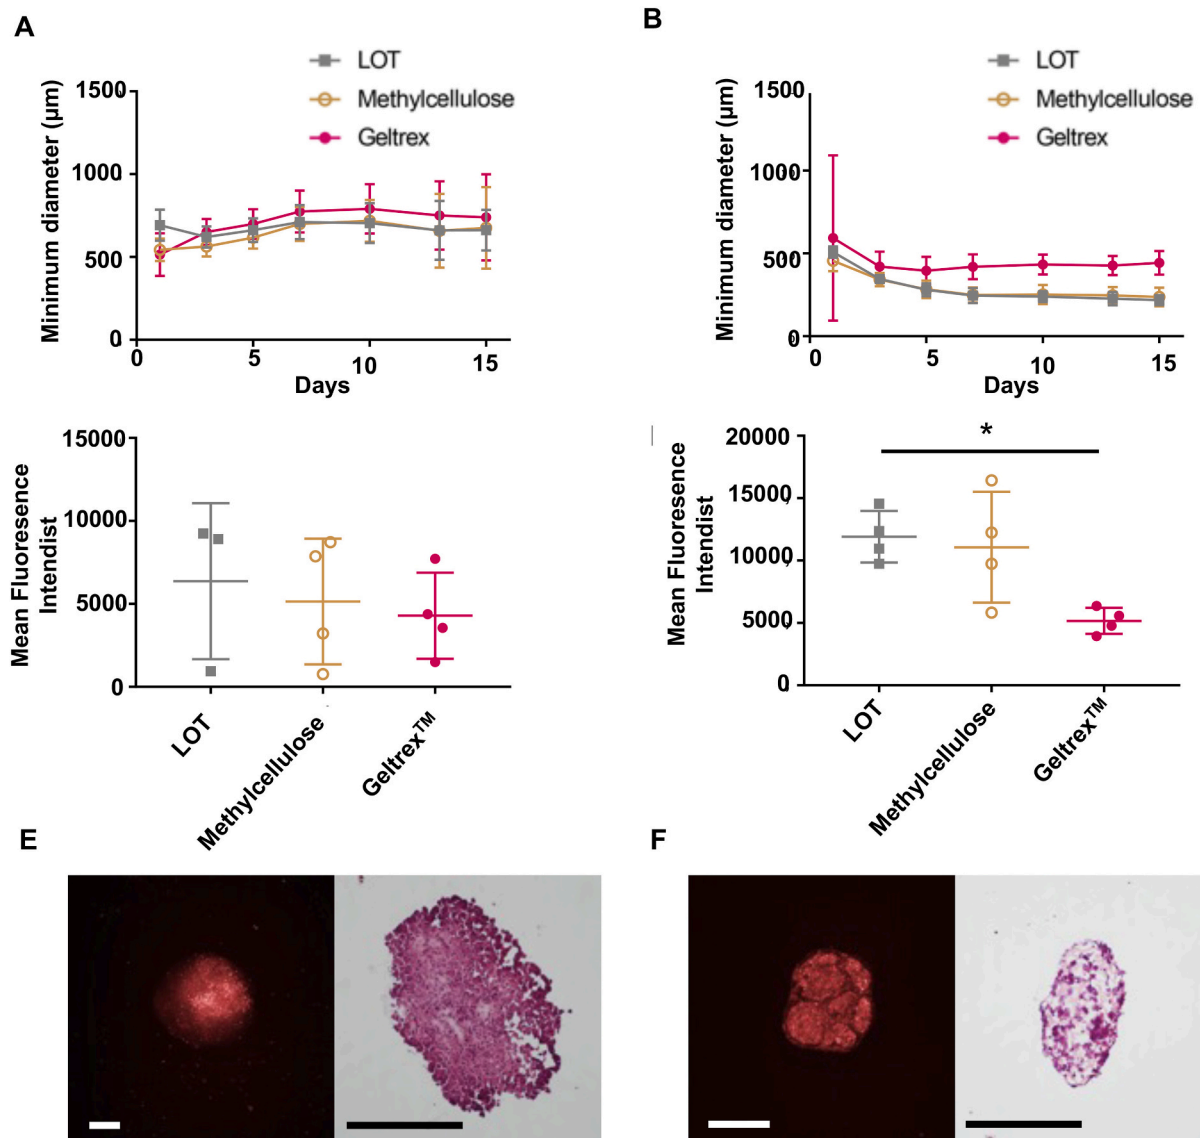 A
LOT
Methylcellulose
Geltrex
Minimum diameter (μm)
1500
1000
500
0
0
5
10
15
Days
B
LOT
Methylcellulose
Geltrex
Minimum diameter (μm)
1500
1000
500
0
0
5
10
15
Days
Mean Fluoresence
Intendist
15000
10000
5000
0
LOT
Methylcellulose
Geltrex™
Mean Fluoresence
Intendist
20000
15000
10000
5000
0
*
LOT
Methylcellulose
Geltrex™
E
F